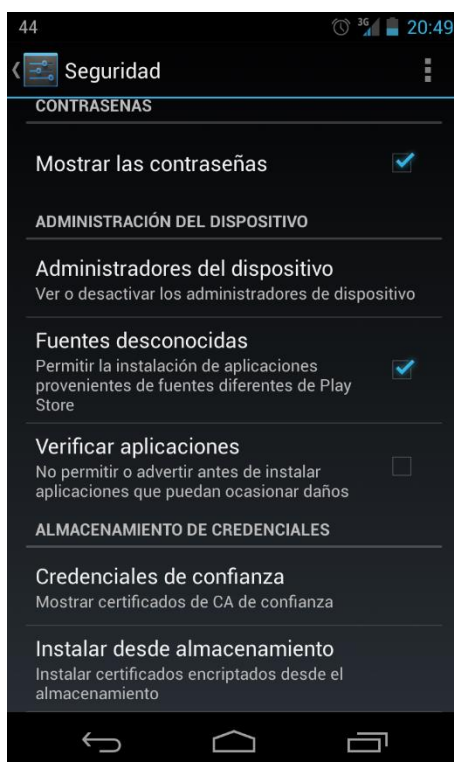 44
3G
20:49
Seguridad
CONTRASEÑAS
Mostrar las contraseñas
ADMINISTRACIÓN DEL DISPOSITIVO
Administradores del dispositivo
Ver o desactivar los administradores de dispositivo
Fuentes desconocidas
Permitir la instalación de aplicaciones
provenientes de fuentes diferentes de Play
Store
Verificar aplicaciones
No permitir o advertir antes de instalar
aplicaciones que puedan ocasionar daños
ALMACENAMIENTO DE CREDENCIALES
Credenciales de confianza
Mostrar certificados de CA de confianza
Instalar desde almacenamiento
Instalar certificados encriptados desde el
almacenamiento